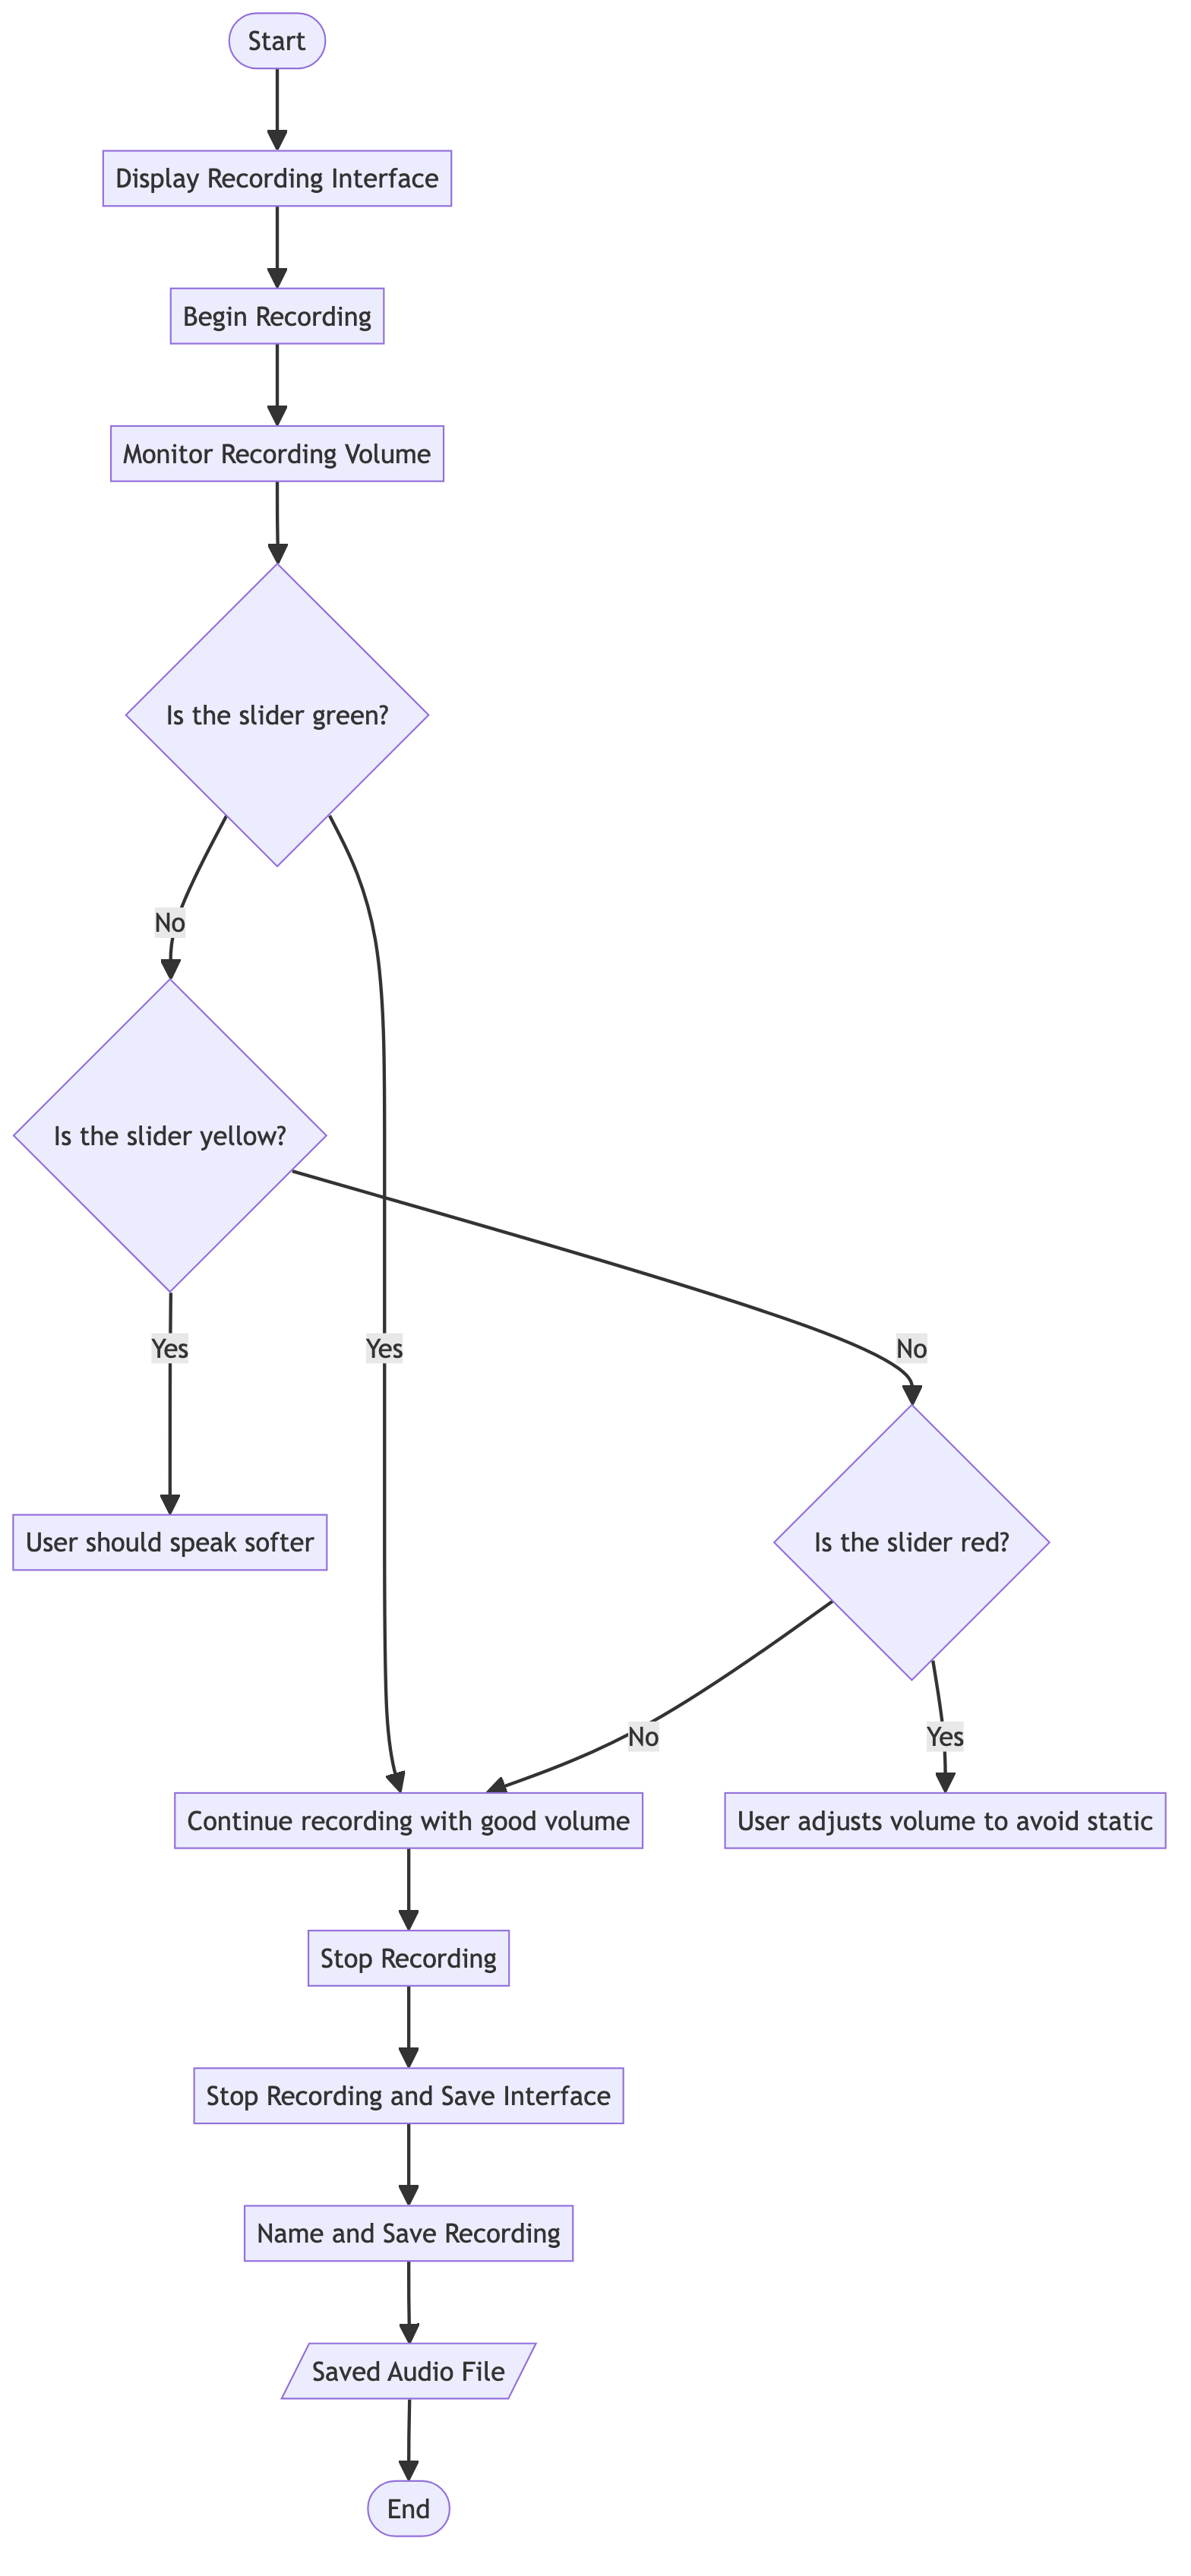 Start
Display Recording Interface
Begin Recording
Monitor Recording Volume
Is the slider green?
No
Is the slider yellow?
Yes
Yes
No
User should speak softer
Is the slider red?
No
Yes
Continue recording with good volume
User adjusts volume to avoid static
Stop Recording
Stop Recording and Save Interface
Name and Save Recording
Saved Audio File
End